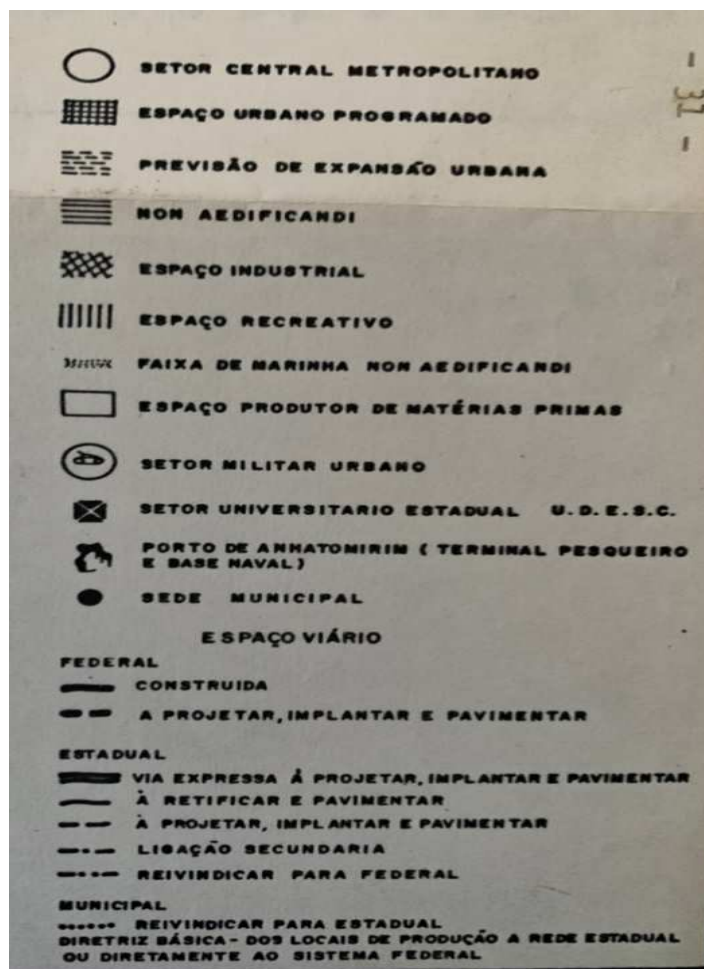 SETOR CENTRAL METROPOLITANO
- 31 -
ESPAÇO URBANO PROGRAMADO
PREVISÃO DE EXPANSÃO URBANA
NON AEDIFICANDI
ESPAÇO INDUSTRIAL
ESPAÇO RECREATIVO
FAIXA DE MARINHA NON AEDIFICANDI
ESPAÇO PRODUTOR DE MATÉRIAS PRIMAS
SETOR MILITAR URBANO
SETOR UNIVERSITARIO ESTADUAL U.D.E.S.C.
PORTO DE ANHATOMIRIM ( TERMINAL PESQUEIRO
E BASE NAVAL)
SEDE MUNICIPAL
ESPAÇO VIÁRIO
FEDERAL
CONSTRUIDA
A PROJETAR, IMPLANTAR E PAVIMENTAR
ESTADUAL
VIA EXPRESSA À PROJETAR, IMPLANTAR E PAVIMENTAR
À RETIFICAR E PAVIMENTAR
À PROJETAR, IMPLANTAR E PAVIMENTAR
LIGAÇÃO SECUNDARIA
REIVINDICAR PARA FEDERAL
MUNICIPAL
REIVINDICAR PARA ESTADUAL
DIRETRIZ BÁSICA - DOS LOCAIS DE PRODUÇÃO A REDE ESTADUAL
OU DIRETAMENTE AO SISTEMA FEDERAL